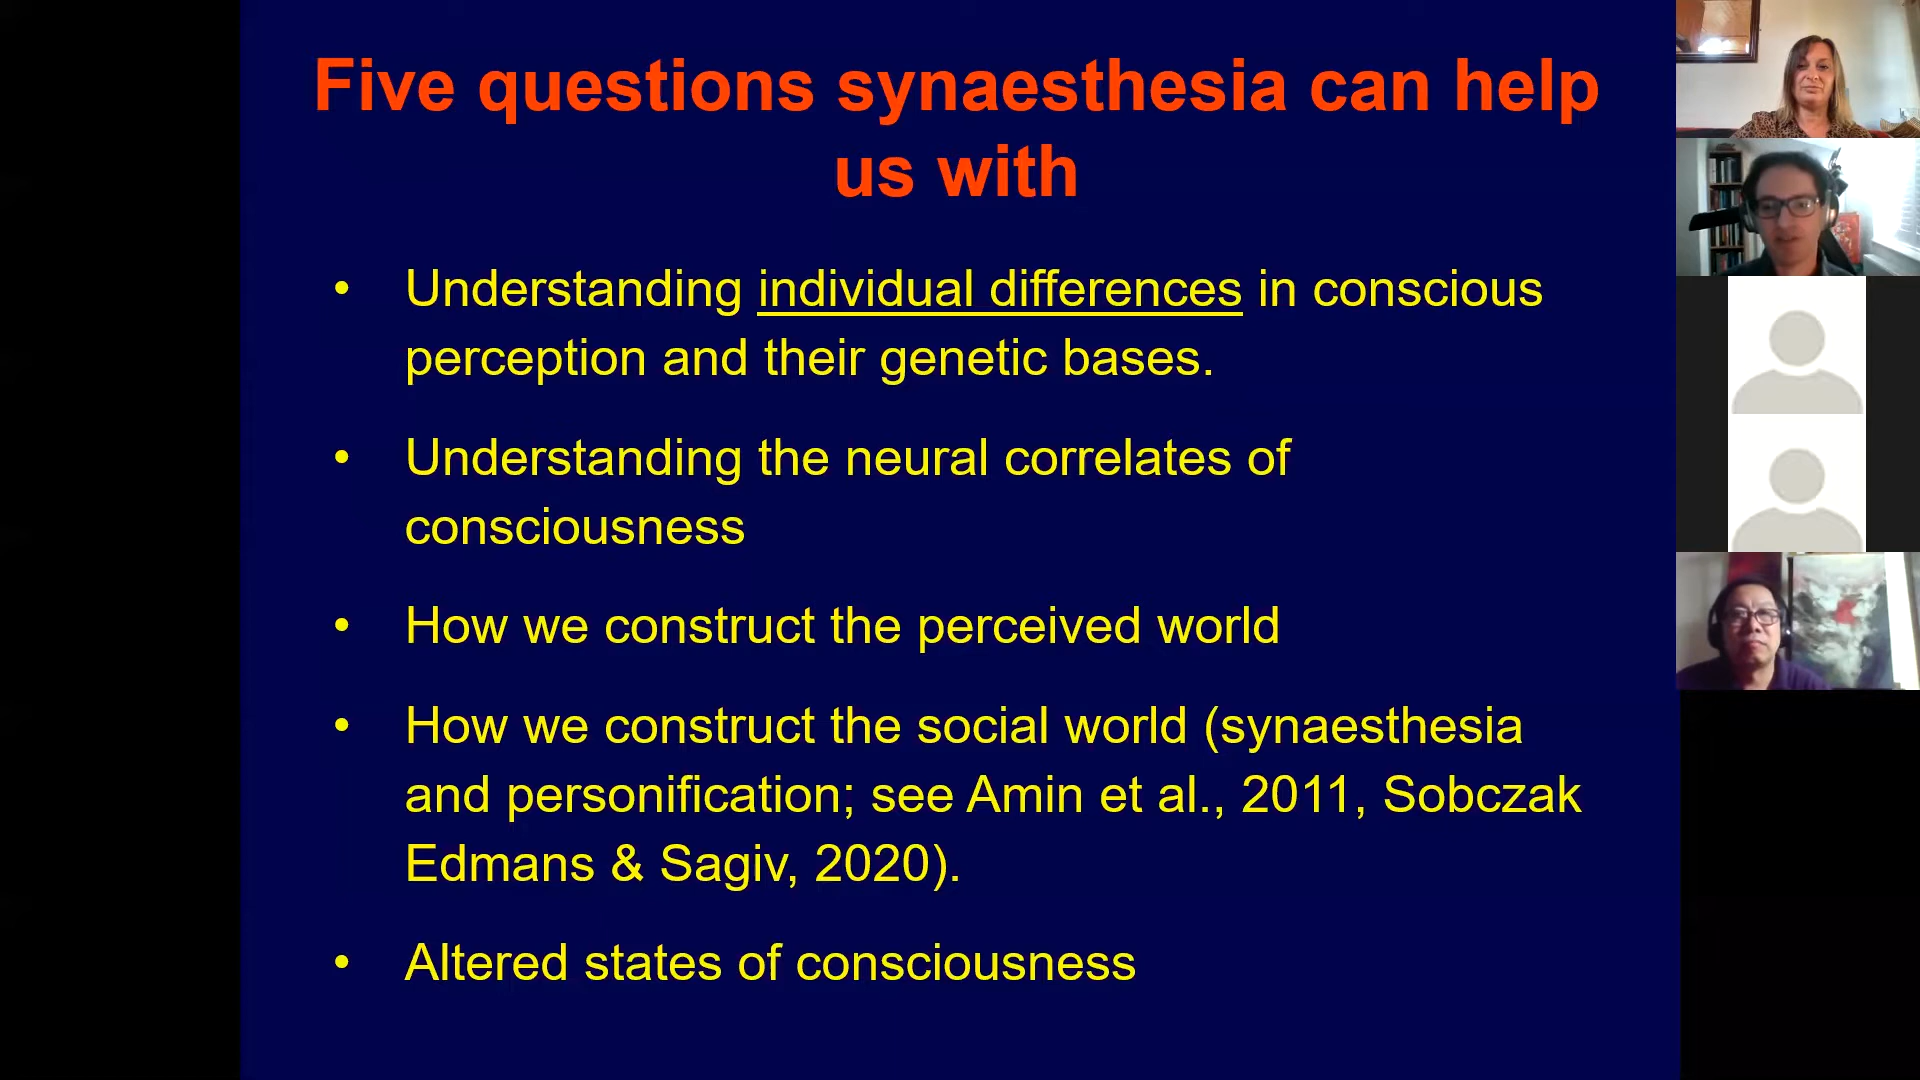 Five questions synaesthesia can help
us with
• Understanding individual differences in conscious
perception and their genetic bases.
• Understanding the neural correlates of
consciousness
• How we construct the perceived world
• How we construct the social world (synaesthesia
and personification; see Amin et al., 2011, Sobczak
Edmans & Sagiv, 2020).
• Altered states of consciousness